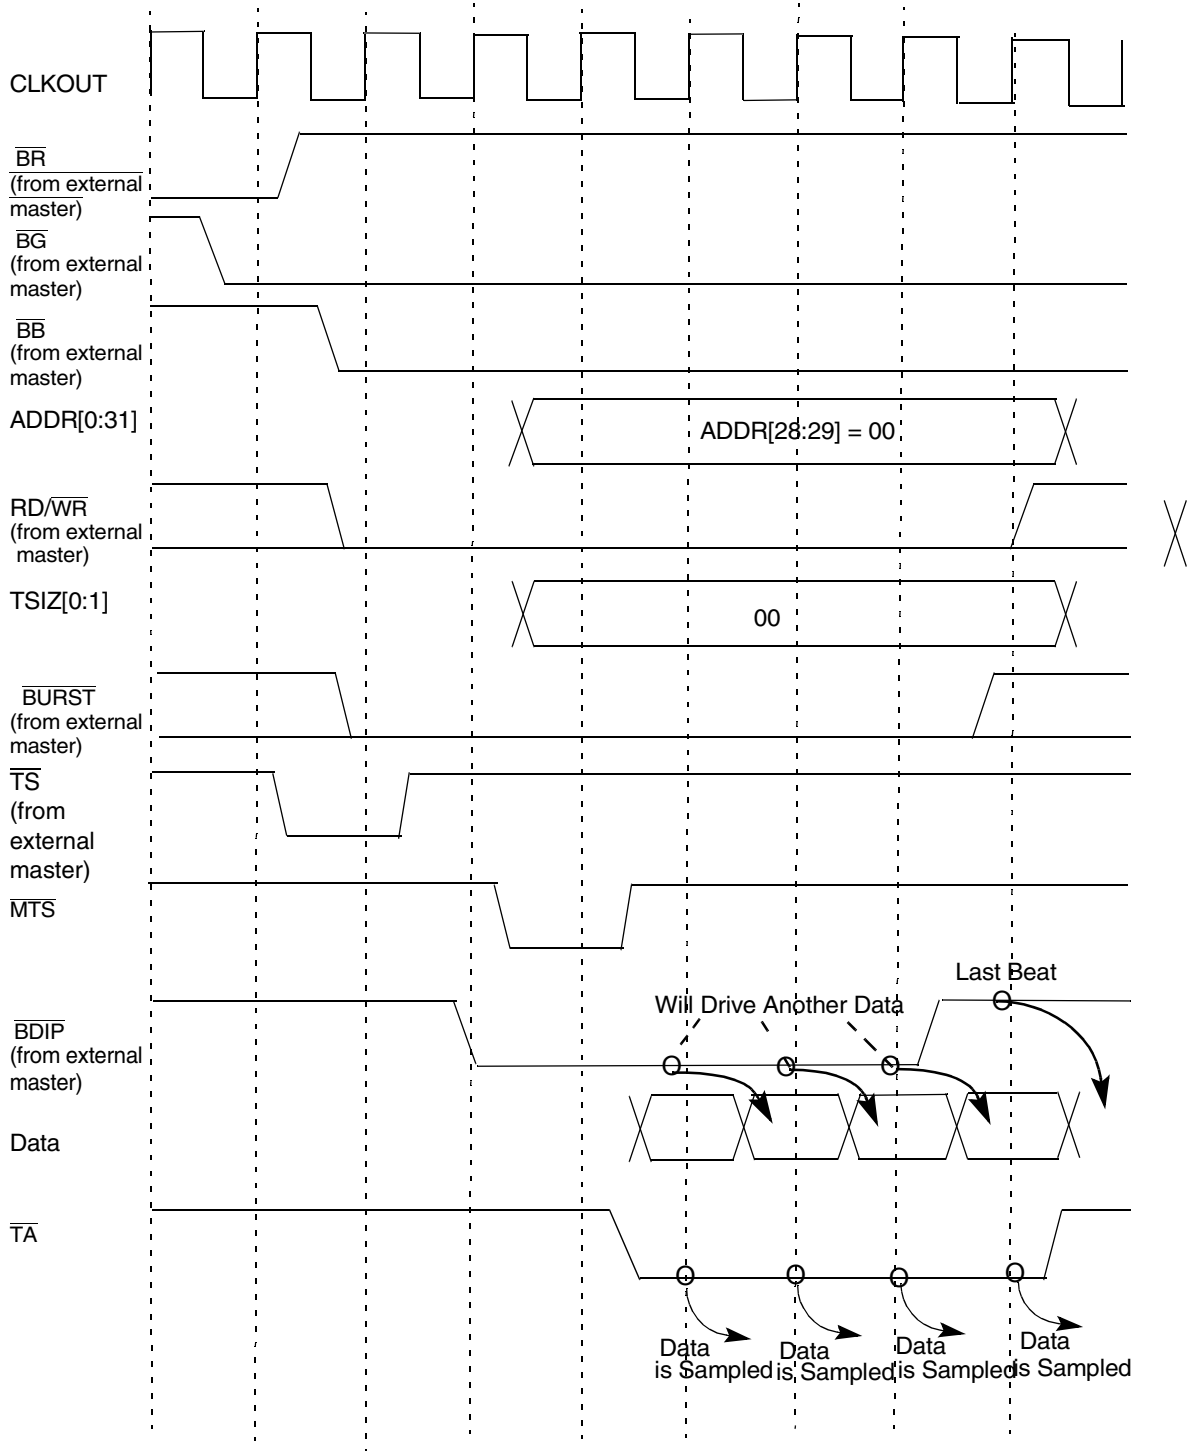 CLKOUT
BR
(from external
master)
BG
(from external
master)
BB
(from external
master)
ADDR[0:31]
ADDR[28:29] = 00
RD/WR
(from external
master)
TSIZ[0:1]
00
BURST
(from external
master)
TS
(from
external
master)
MTS
Last Beat
Will Drive Another Data
BDIP
(from external
master)
Data
TA
Data
is Sampled
Data
is Sampled
Data
is Sampled
Data
is Sampled